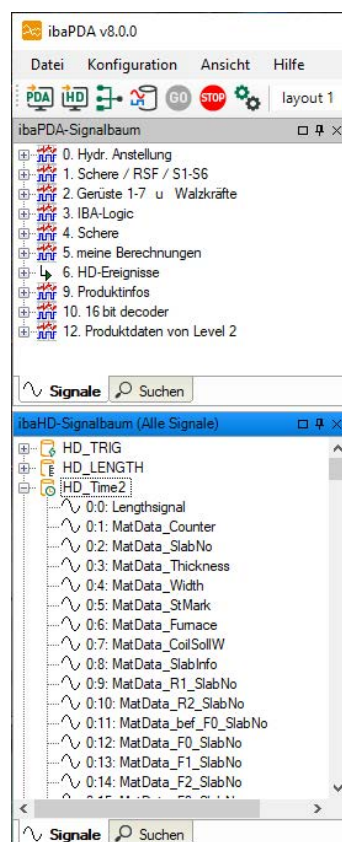 ibaPDA v8.0.0
Datei Konfiguration Ansicht Hilfe
PDA HD GO STOP layout 1
ibaPDA-Signalbaum
0. Hydr. Anstellung
1. Schere / RSF / S1-S6
2. Gerüste 1-7 u Walzkräfte
3. IBA-Logic
4. Schere
5. meine Berechnungen
6. HD-Ereignisse
9. Produktinfos
10. 16 bit decoder
12. Produktdaten von Level 2
Signale Suchen
ibaHD-Signalbaum (Alle Signale)
HD_TRIG
HD_LENGTH
HD_Time2
0:0: Lengthsignal
0:1: MatData_Counter
0:2: MatData_SlabNo
0:3: MatData_Thickness
0:4: MatData_Width
0:5: MatData_StMark
0:6: MatData_Furnace
0:7: MatData_CoilSollW
0:8: MatData_SlabInfo
0:9: MatData_R1_SlabNo
0:10: MatData_R2_SlabNo
0:11: MatData_bef_F0_SlabNo
0:12: MatData_F0_SlabNo
0:13: MatData_F1_SlabNo
0:14: MatData_F2_SlabNo
Signale Suchen